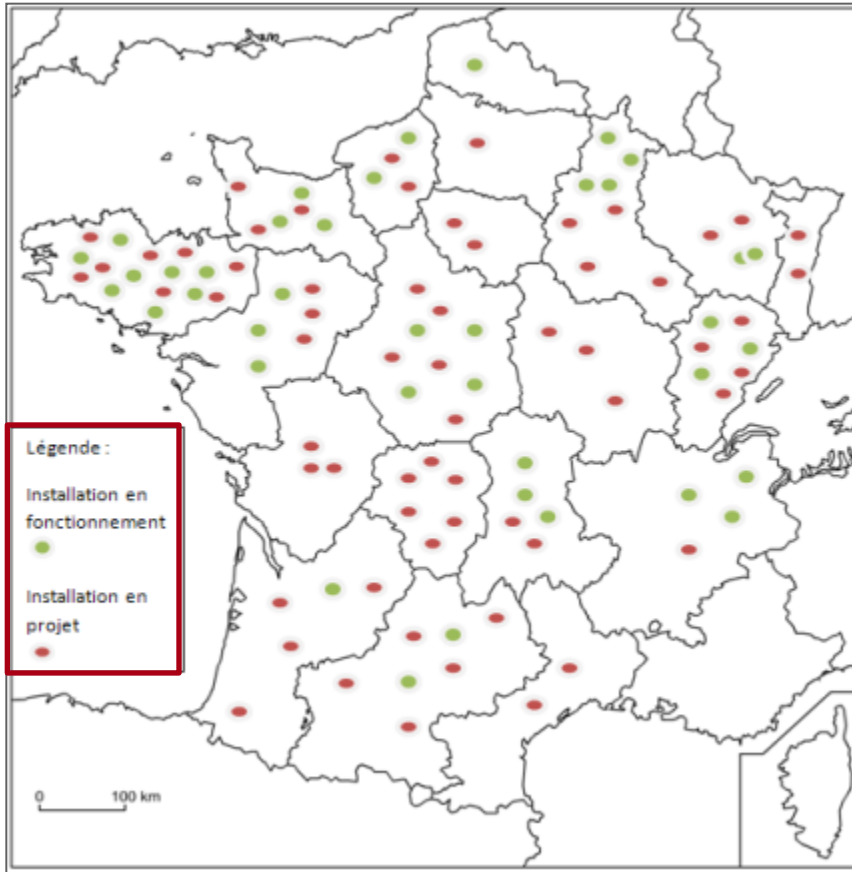 Légende :
Installation en
fonctionnement
Installation en
projet
0 100 km